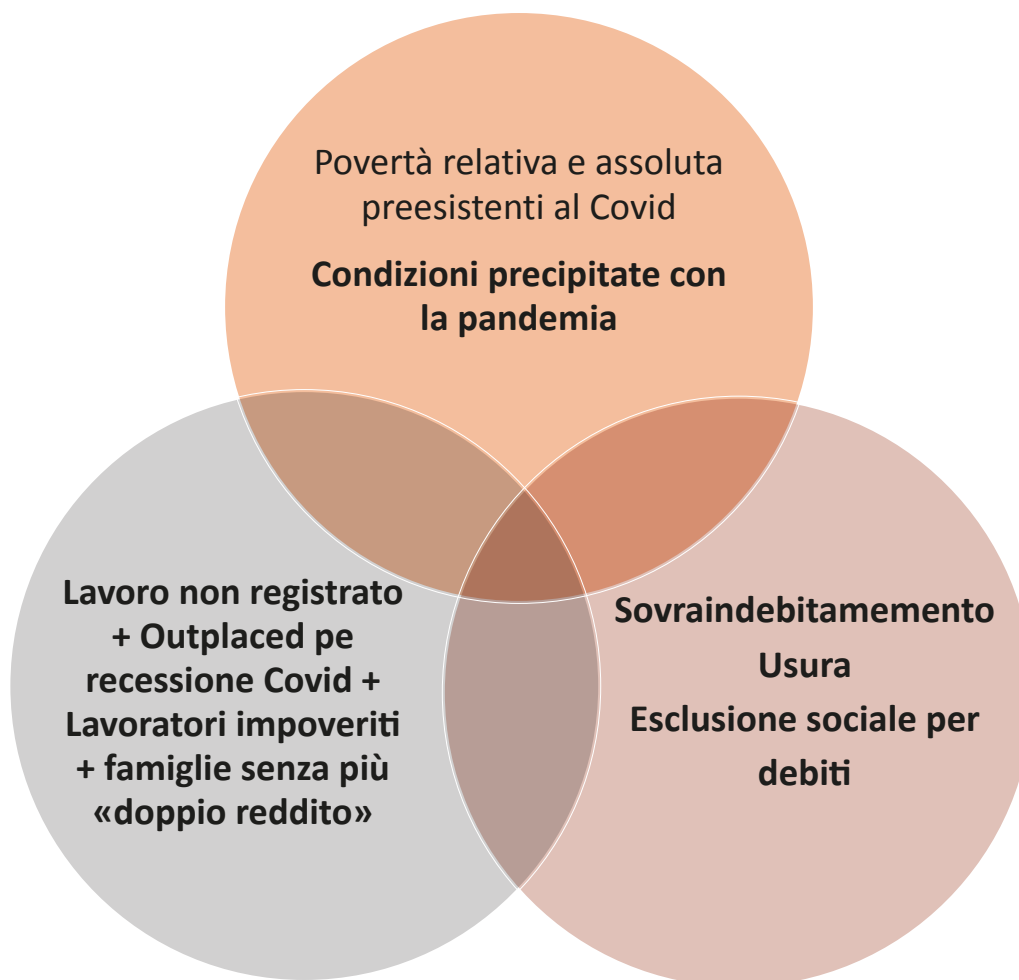 Povertà relativa e assoluta
preesistenti al Covid
Condizioni precipitate con
la pandemia
Lavoro non registrato
+ Outplaced pe
recessione Covid +
Lavoratori impoveriti
+ famiglie senza più
«doppio reddito»
Sovraindebitamemento
Usura
Esclusione sociale per
debiti